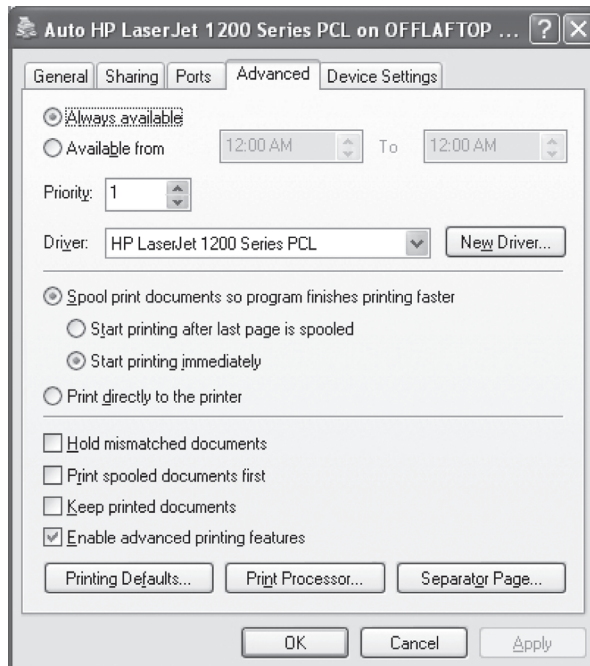 Auto HP LaserJet 1200 Series PCL on OFFLAFTOP ...
General Sharing Ports Advanced Device Settings
Always available
Available from 12:00 AM To 12:00 AM
Priority: 1
Driver: HP LaserJet 1200 Series PCL New Driver...
Spool print documents so program finishes printing faster
Start printing after last page is spooled
Start printing immediately
Print directly to the printer
Hold mismatched documents
Print spooled documents first
Keep printed documents
Enable advanced printing features
Printing Defaults... Print Processor... Separator Page...
OK Cancel Apply